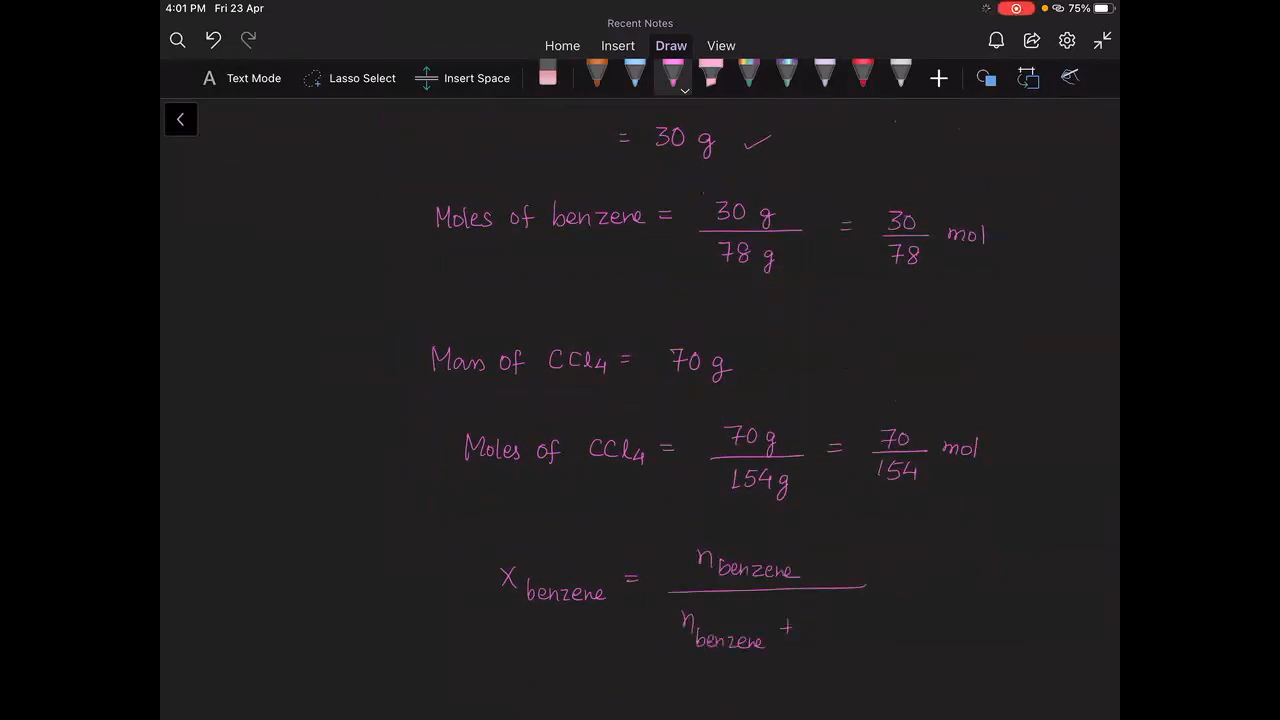 4:01 PM Fri 23 Apr
75%
Recent Notes
Home Insert Draw View
Text Mode Lasso Select Insert Space
= 30 g ✓
Moles of benzene = 30 g / 78 g = 30 / 78 mol
Mass of CCl4 = 70 g
Moles of CCl4 = 70 g / 154 g = 70 / 154 mol
x benzene = n benzene / n benzene +